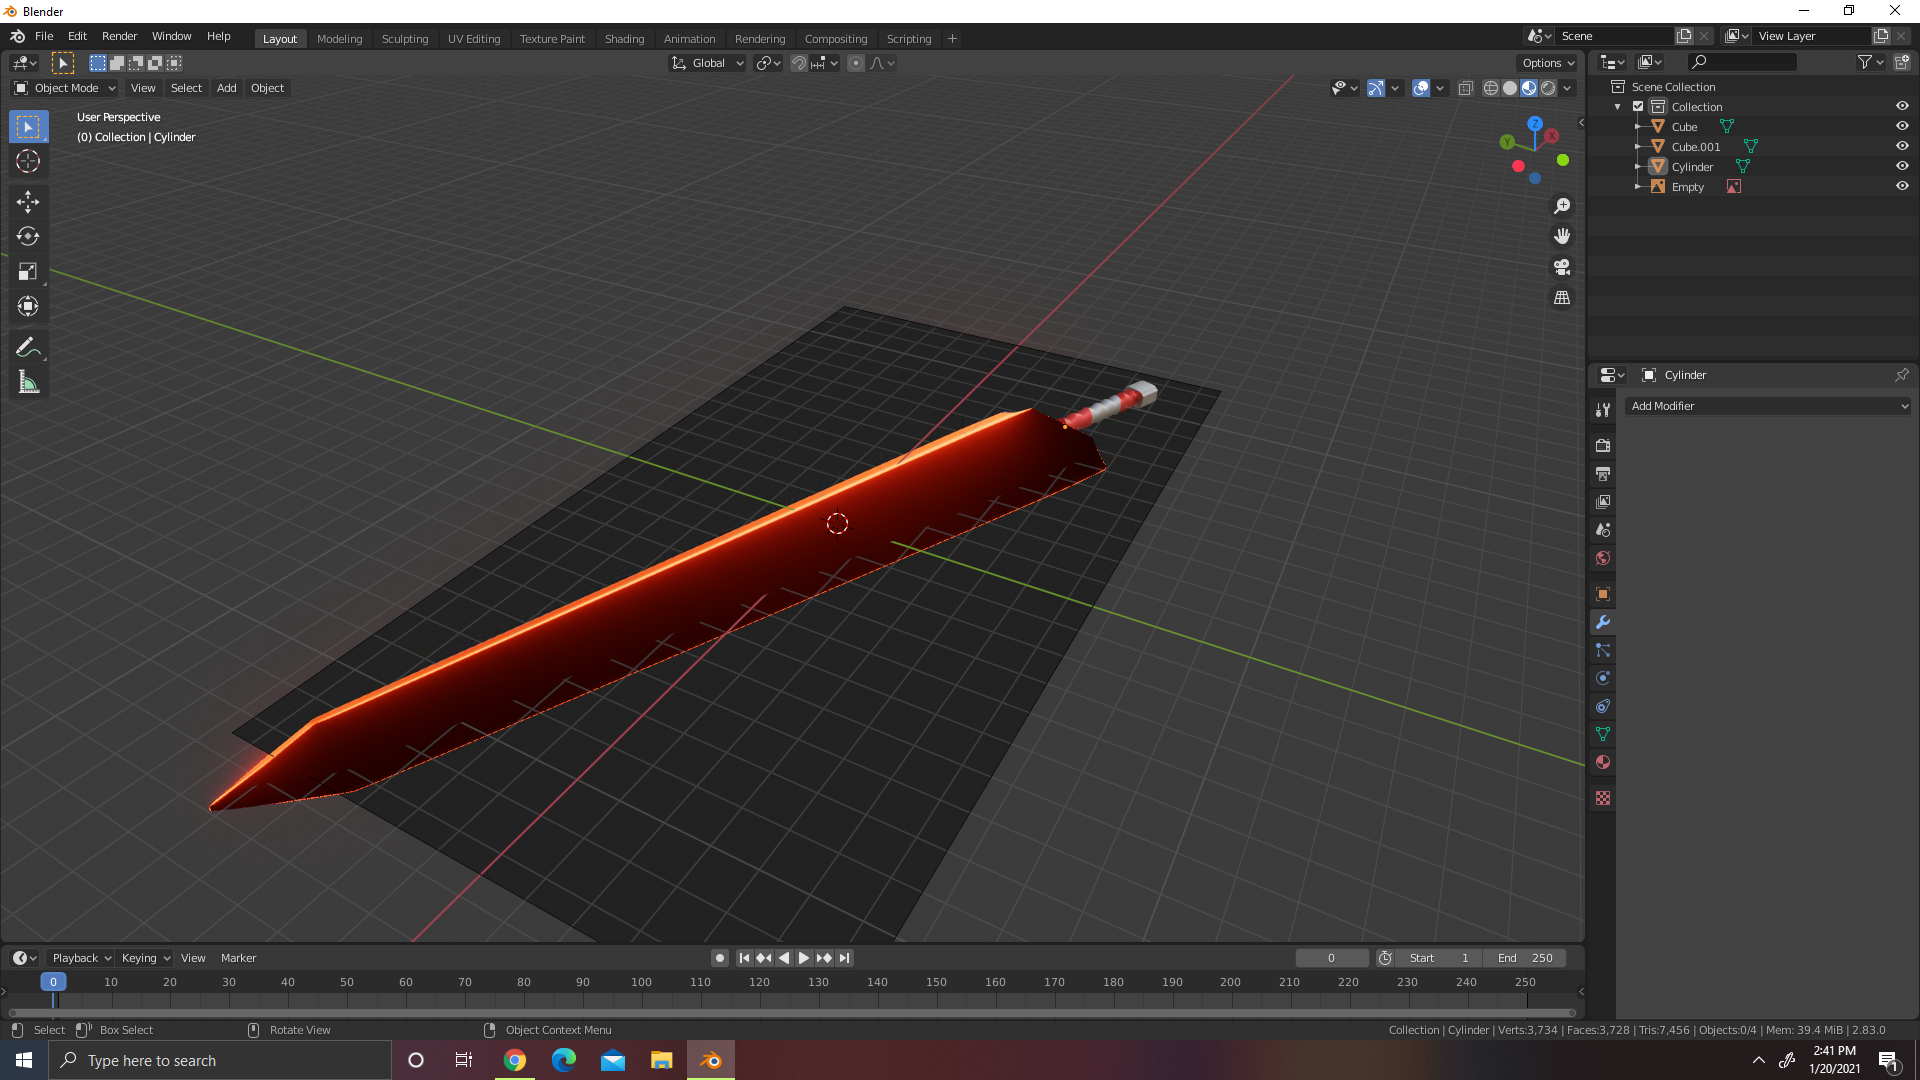 Blender
File Edit Render Window Help
Layout Modeling Sculpting UV Editing Texture Paint Shading Animation Rendering Compositing Scripting +
Scene
View Layer
Global
Options
Object Mode View Select Add Object
User Perspective
(0) Collection | Cylinder
Z
X
Y
Scene Collection
Collection
Cube
Cube.001
Cylinder
Empty
Cylinder
Add Modifier
Playback Keying View Marker
0
Start 1
End 250
0 10 20 30 40 50 60 70 80 90 100 110 120 130 140 150 160 170 180 190 200 210 220 230 240 250
Select Box Select Rotate View Object Context Menu
Collection | Cylinder | Verts:3,734 | Faces:3,728 | Tris:7,456 | Objects:0/4 | Mem: 39.4 MiB | 2.83.0
Type here to search
2:41 PM
1/20/2021
1